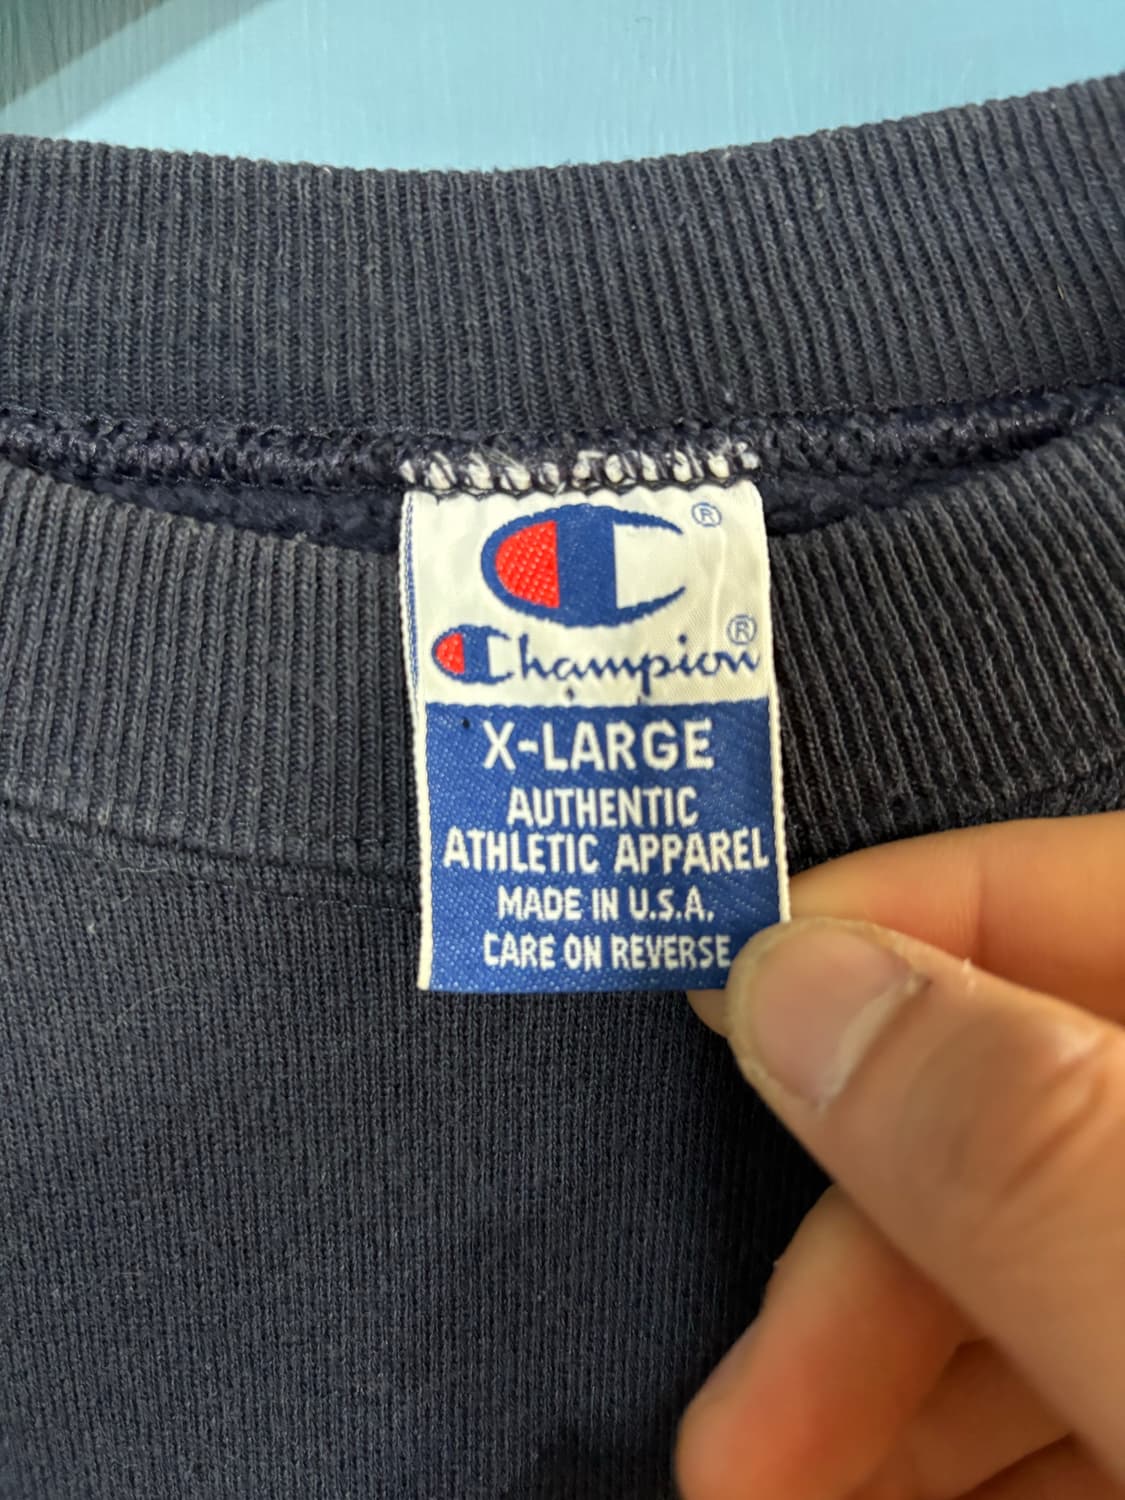 ®
Champion®
X-LARGE
AUTHENTIC
ATHLETIC APPAREL
MADE IN U.S.A.
CARE ON REVERSE